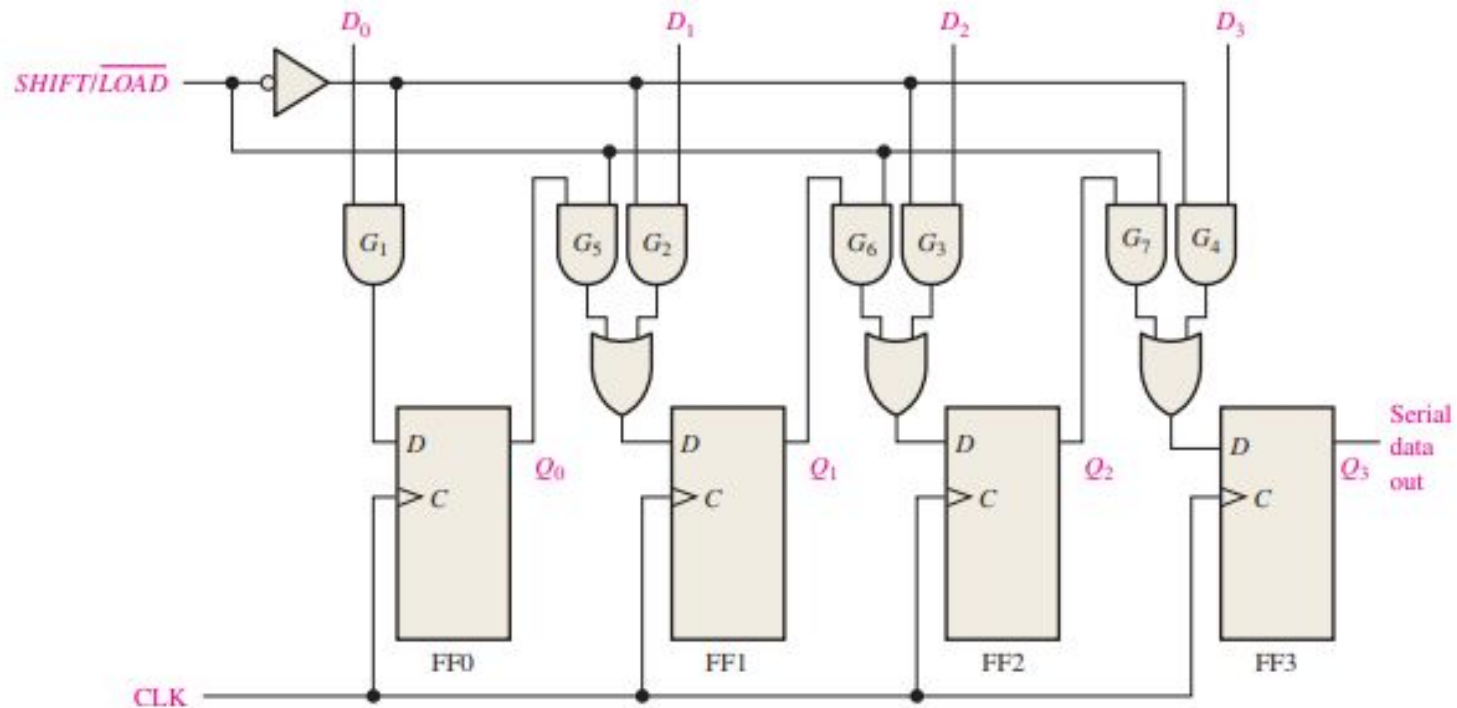 D₀ D₁ D₂ D₃
SHIFT/L̅O̅A̅D̅
G₁ G₅ G₂ G₆ G₃ G₇ G₄
Serial
data
out
D Q₀ D Q₁ D Q₂ D Q₃
C C C C
FF0 FF1 FF2 FF3
CLK